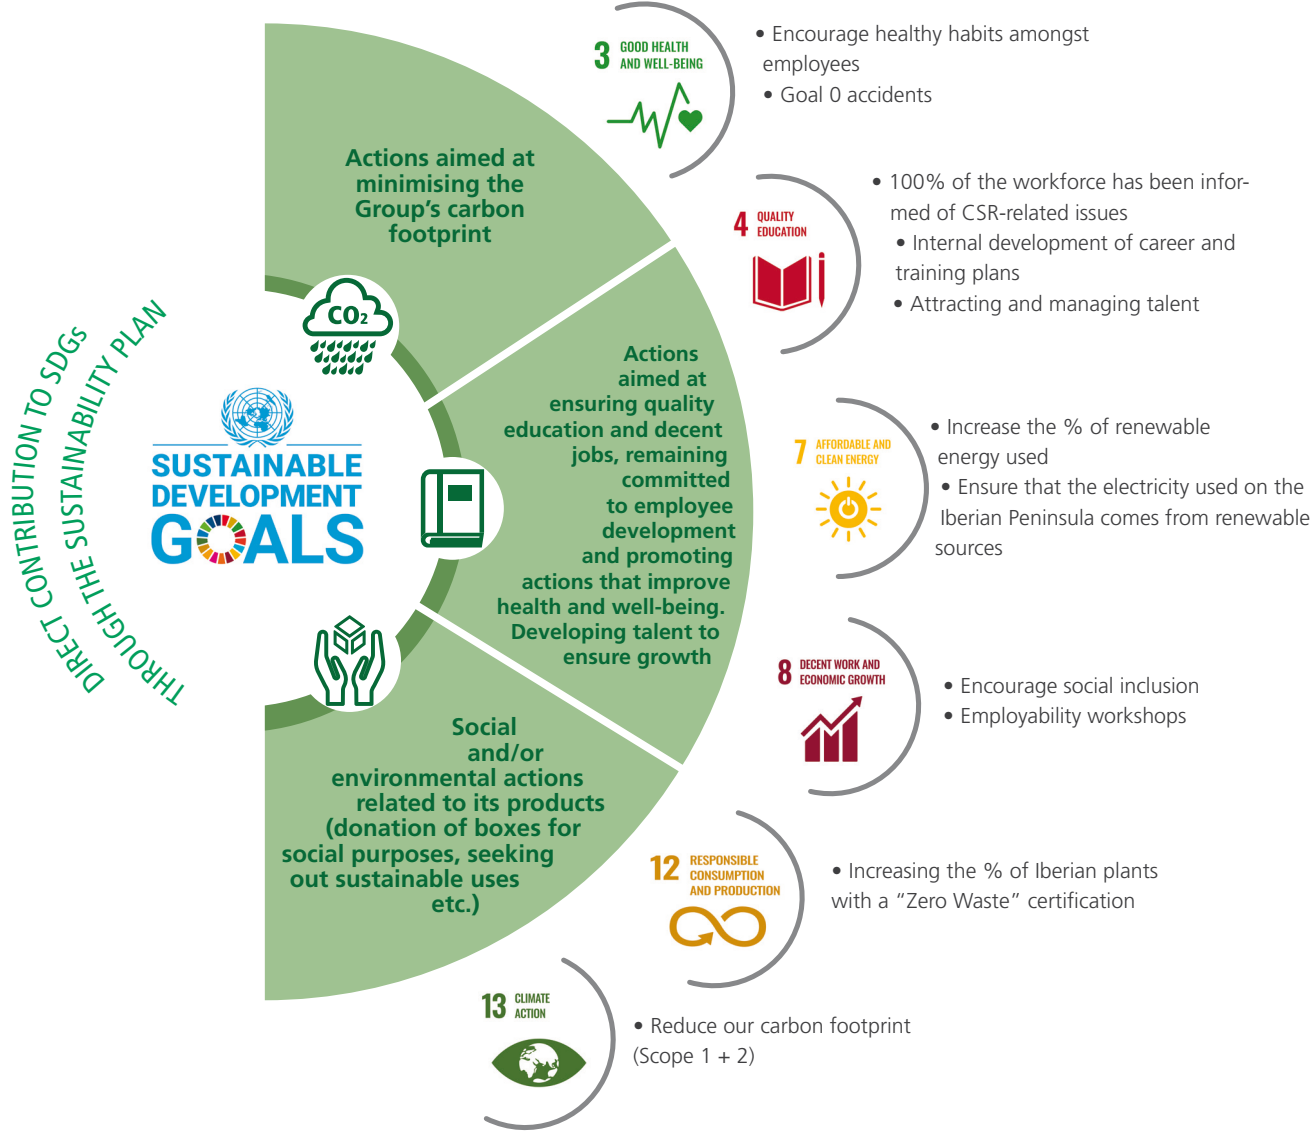 DIRECT CONTRIBUTION TO SDGs
THROUGH THE SUSTAINABILITY PLAN
SUSTAINABLE
DEVELOPMENT
GOALS
CO₂
Actions aimed at
minimising the
Group’s carbon
footprint
Actions
aimed at
ensuring quality
education and decent
jobs, remaining
committed
to employee
development
and promoting
actions that improve
health and well-being.
Developing talent to
ensure growth
Social
and/or
environmental actions
related to its products
(donation of boxes for
social purposes, seeking
out sustainable uses
etc.)
3 GOOD HEALTH
AND WELL-BEING
• Encourage healthy habits amongst
employees
• Goal 0 accidents
4 QUALITY
EDUCATION
• 100% of the workforce has been infor-
med of CSR-related issues
• Internal development of career and
training plans
• Attracting and managing talent
7 AFFORDABLE AND
CLEAN ENERGY
• Increase the % of renewable
energy used
• Ensure that the electricity used on the
Iberian Peninsula comes from renewable
sources
8 DECENT WORK AND
ECONOMIC GROWTH
• Encourage social inclusion
• Employability workshops
12 RESPONSIBLE
CONSUMPTION
AND PRODUCTION
• Increasing the % of Iberian plants
with a “Zero Waste” certification
13 CLIMATE
ACTION
• Reduce our carbon footprint
(Scope 1 + 2)